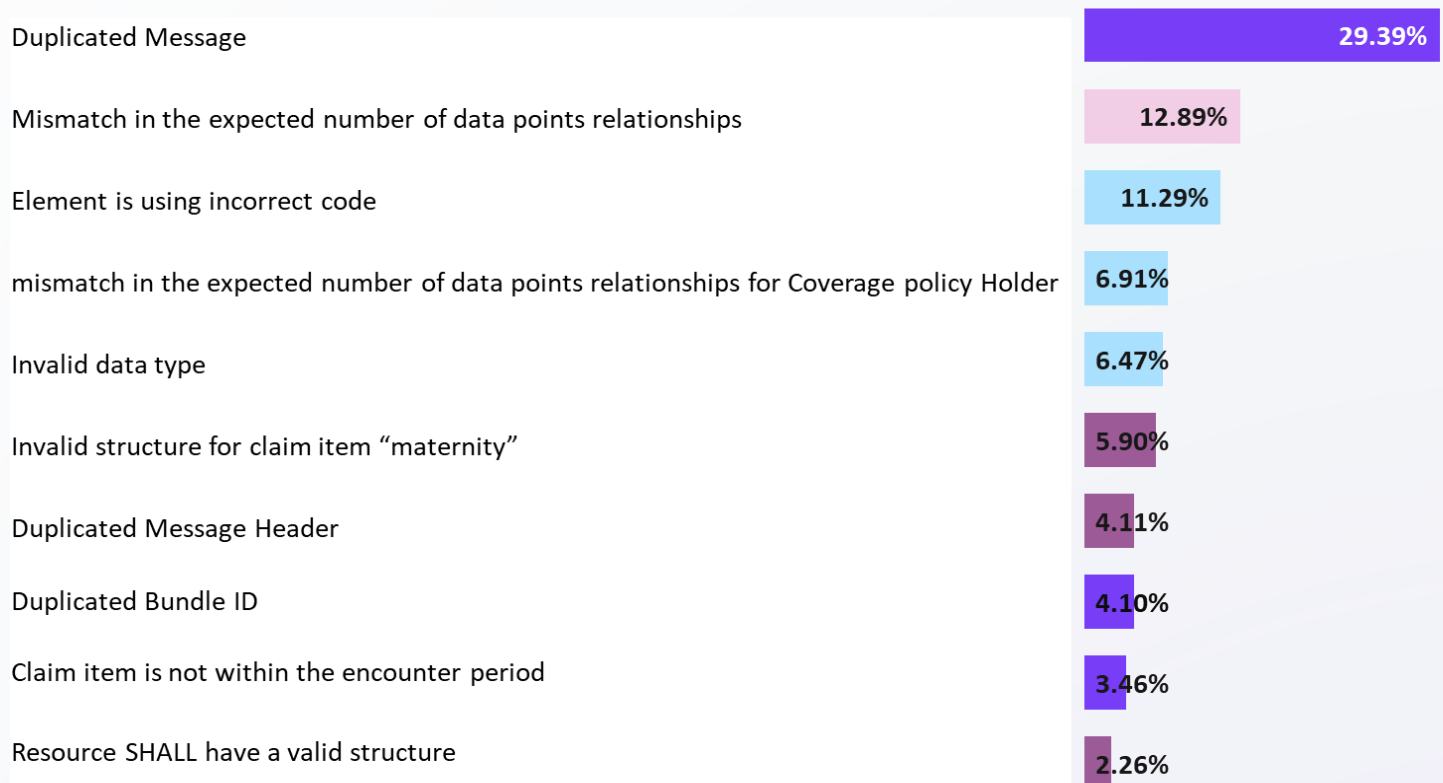 Duplicated Message 29.39%
Mismatch in the expected number of data points relationships 12.89%
Element is using incorrect code 11.29%
mismatch in the expected number of data points relationships for Coverage policy Holder 6.91%
Invalid data type 6.47%
Invalid structure for claim item “maternity” 5.90%
Duplicated Message Header 4.11%
Duplicated Bundle ID 4.10%
Claim item is not within the encounter period 3.46%
Resource SHALL have a valid structure 2.26%